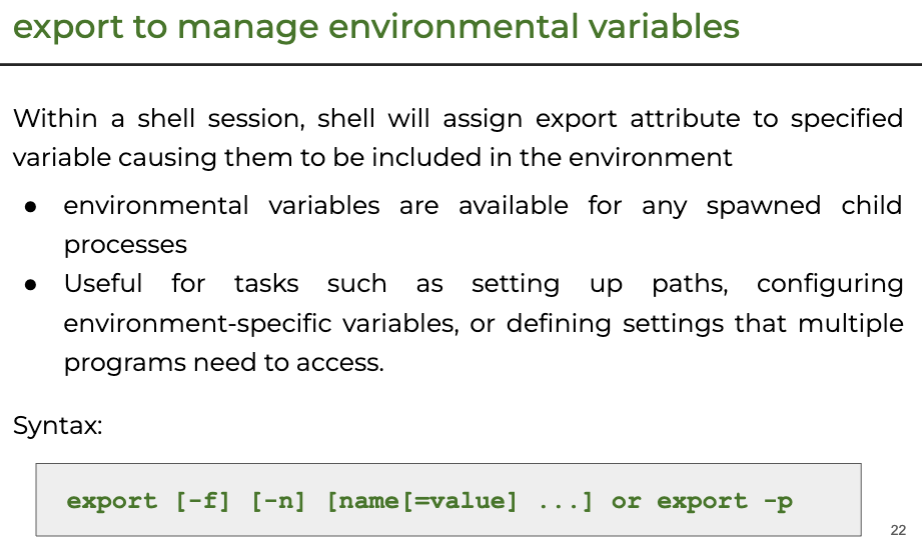 export to manage environmental variables
Within a shell session, shell will assign export attribute to specified
variable causing them to be included in the environment
● environmental variables are available for any spawned child
processes
● Useful for tasks such as setting up paths, configuring
environment-specific variables, or defining settings that multiple
programs need to access.
Syntax:
export [-f] [-n] [name[=value] ...] or export -p
22